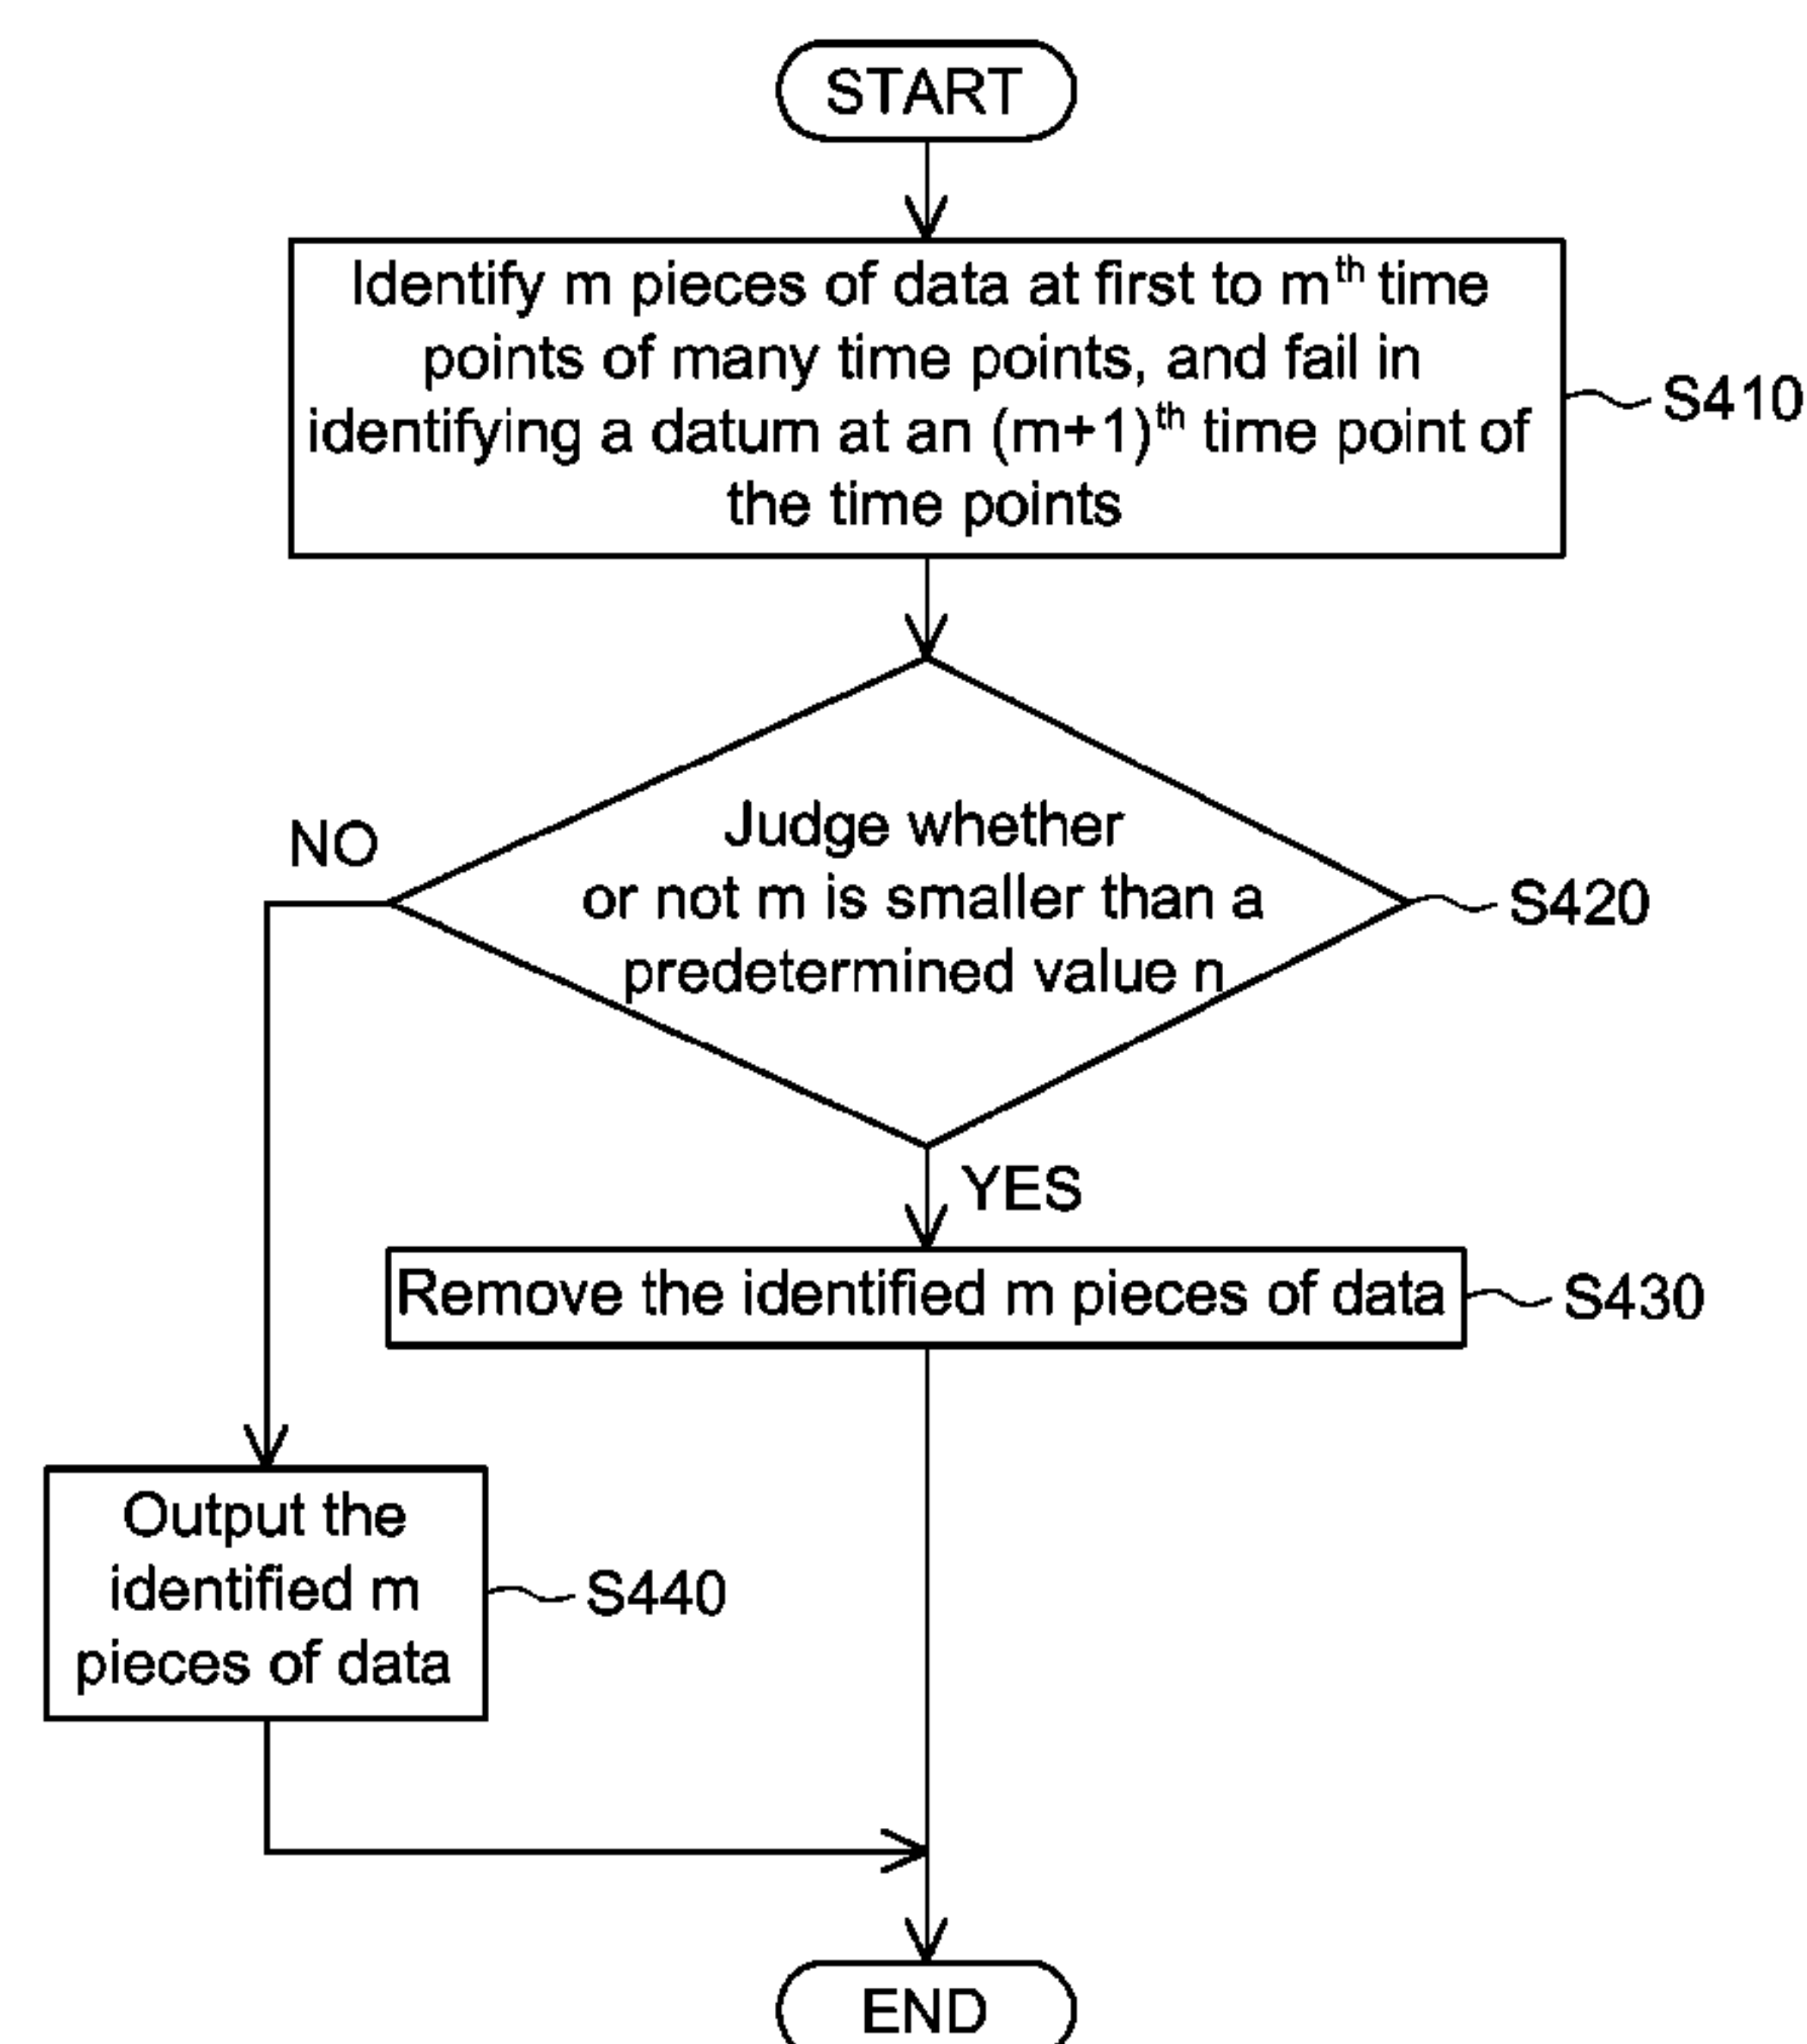 START
Identify m pieces of data at first to mth time
points of many time points, and fail in
identifying a datum at an (m+1)th time point of
the time points
S410
Judge whether
or not m is smaller than a
predetermined value n
S420
NO
YES
Remove the identified m pieces of data
S430
Output the
identified m
pieces of data
S440
END